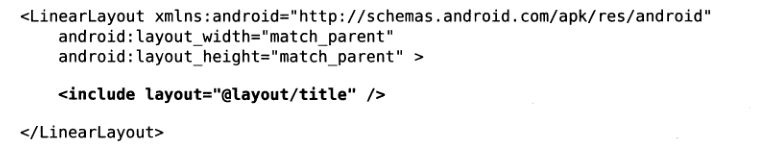 <LinearLayout xmlns:android="http://schemas.android.com/apk/res/android"
    android:layout_width="match_parent"
    android:layout_height="match_parent" >

    <include layout="@layout/title" />

</LinearLayout>